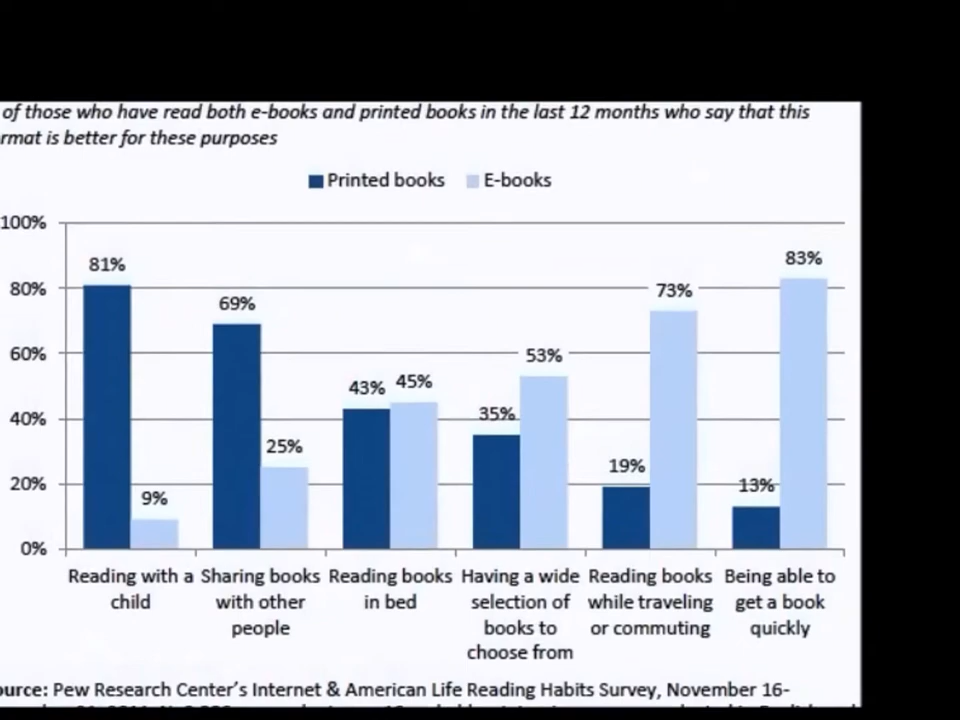 of those who have read both e-books and printed books in the last 12 months who say that this
rmat is better for these purposes
Printed books E-books
100%
80%
60%
40%
20%
0%
81% 9%
69% 25%
43% 45%
35% 53%
19% 73%
13% 83%
Reading with a child
Sharing books with other people
Reading books in bed
Having a wide selection of books to choose from
Reading books while traveling or commuting
Being able to get a book quickly
ource: Pew Research Center's Internet & American Life Reading Habits Survey, November 16-